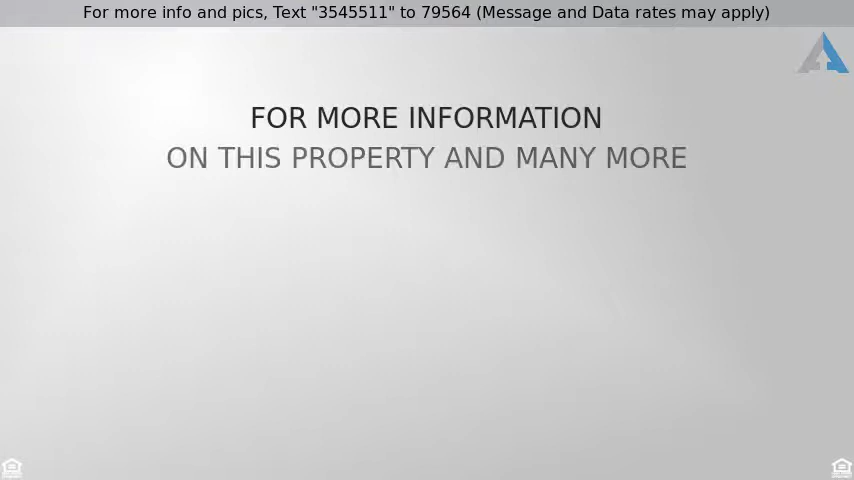 For more info and pics, Text "3545511" to 79564 (Message and Data rates may apply)
FOR MORE INFORMATION
ON THIS PROPERTY AND MANY MORE